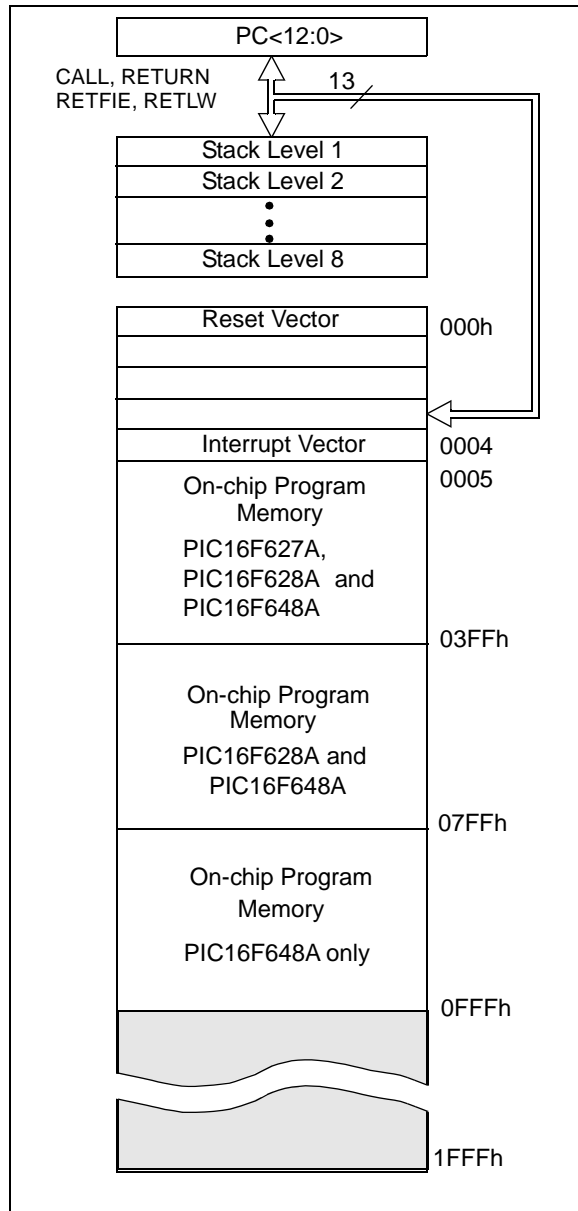 PC<12:0>
CALL, RETURN
RETFIE, RETLW
13
Stack Level 1
Stack Level 2
Stack Level 8
Reset Vector
000h
Interrupt Vector
0004
0005
On-chip Program
Memory
PIC16F627A,
PIC16F628A and
PIC16F648A
03FFh
On-chip Program
Memory
PIC16F628A and
PIC16F648A
07FFh
On-chip Program
Memory
PIC16F648A only
0FFFh
1FFFh